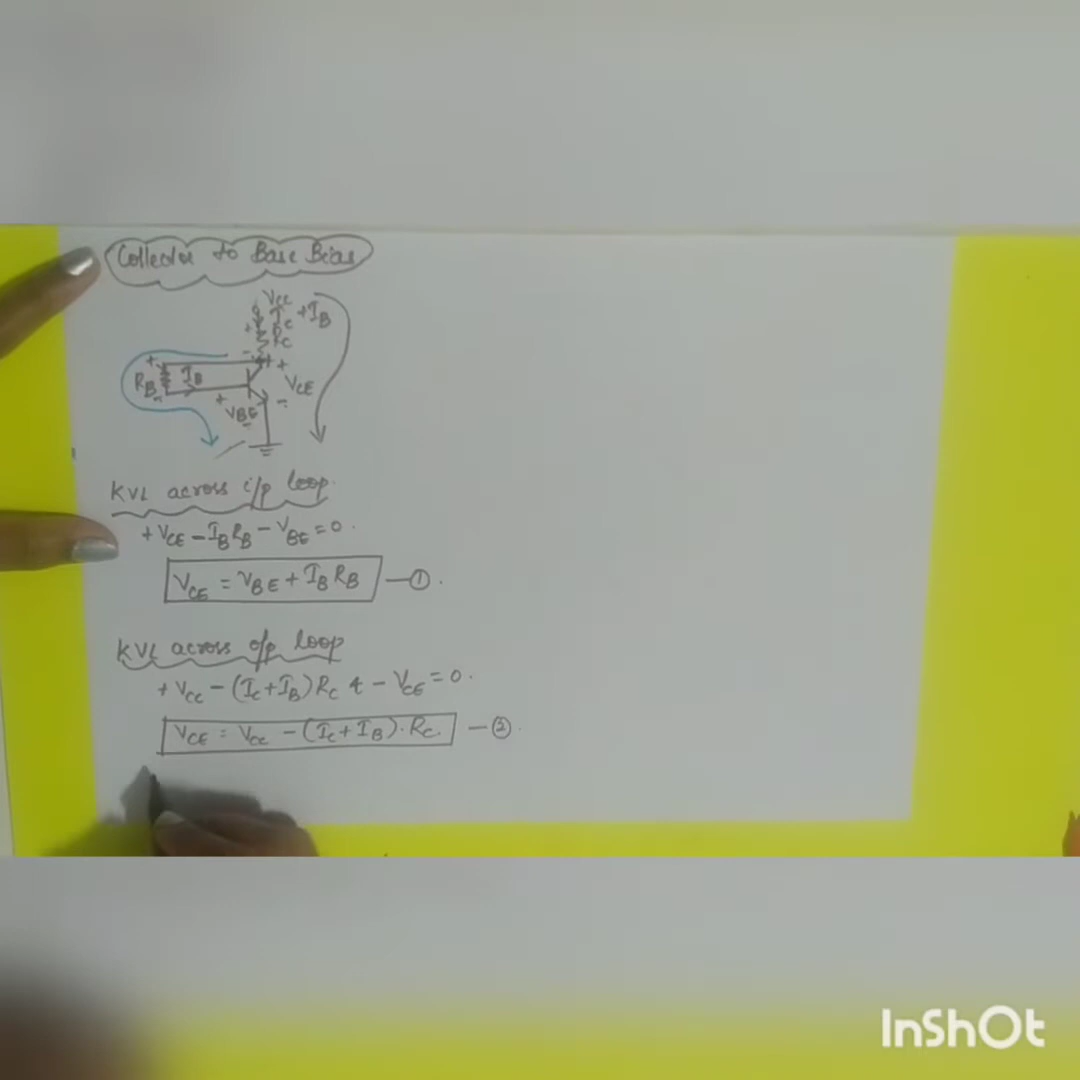 Collector to Base Bias
VCC
IC + IB
+ RC
-
+ +
RB IB VCE
- + -
VBE
-
KVL across i/p loop.
+VCE - IBRB - VBE = 0.
VCE = VBE + IBRB — ①.
KVL across o/p loop
+VCC - (IC+IB)RC - VCE = 0.
VCE = VCC - (IC+IB).RC. — ②.
InShOt